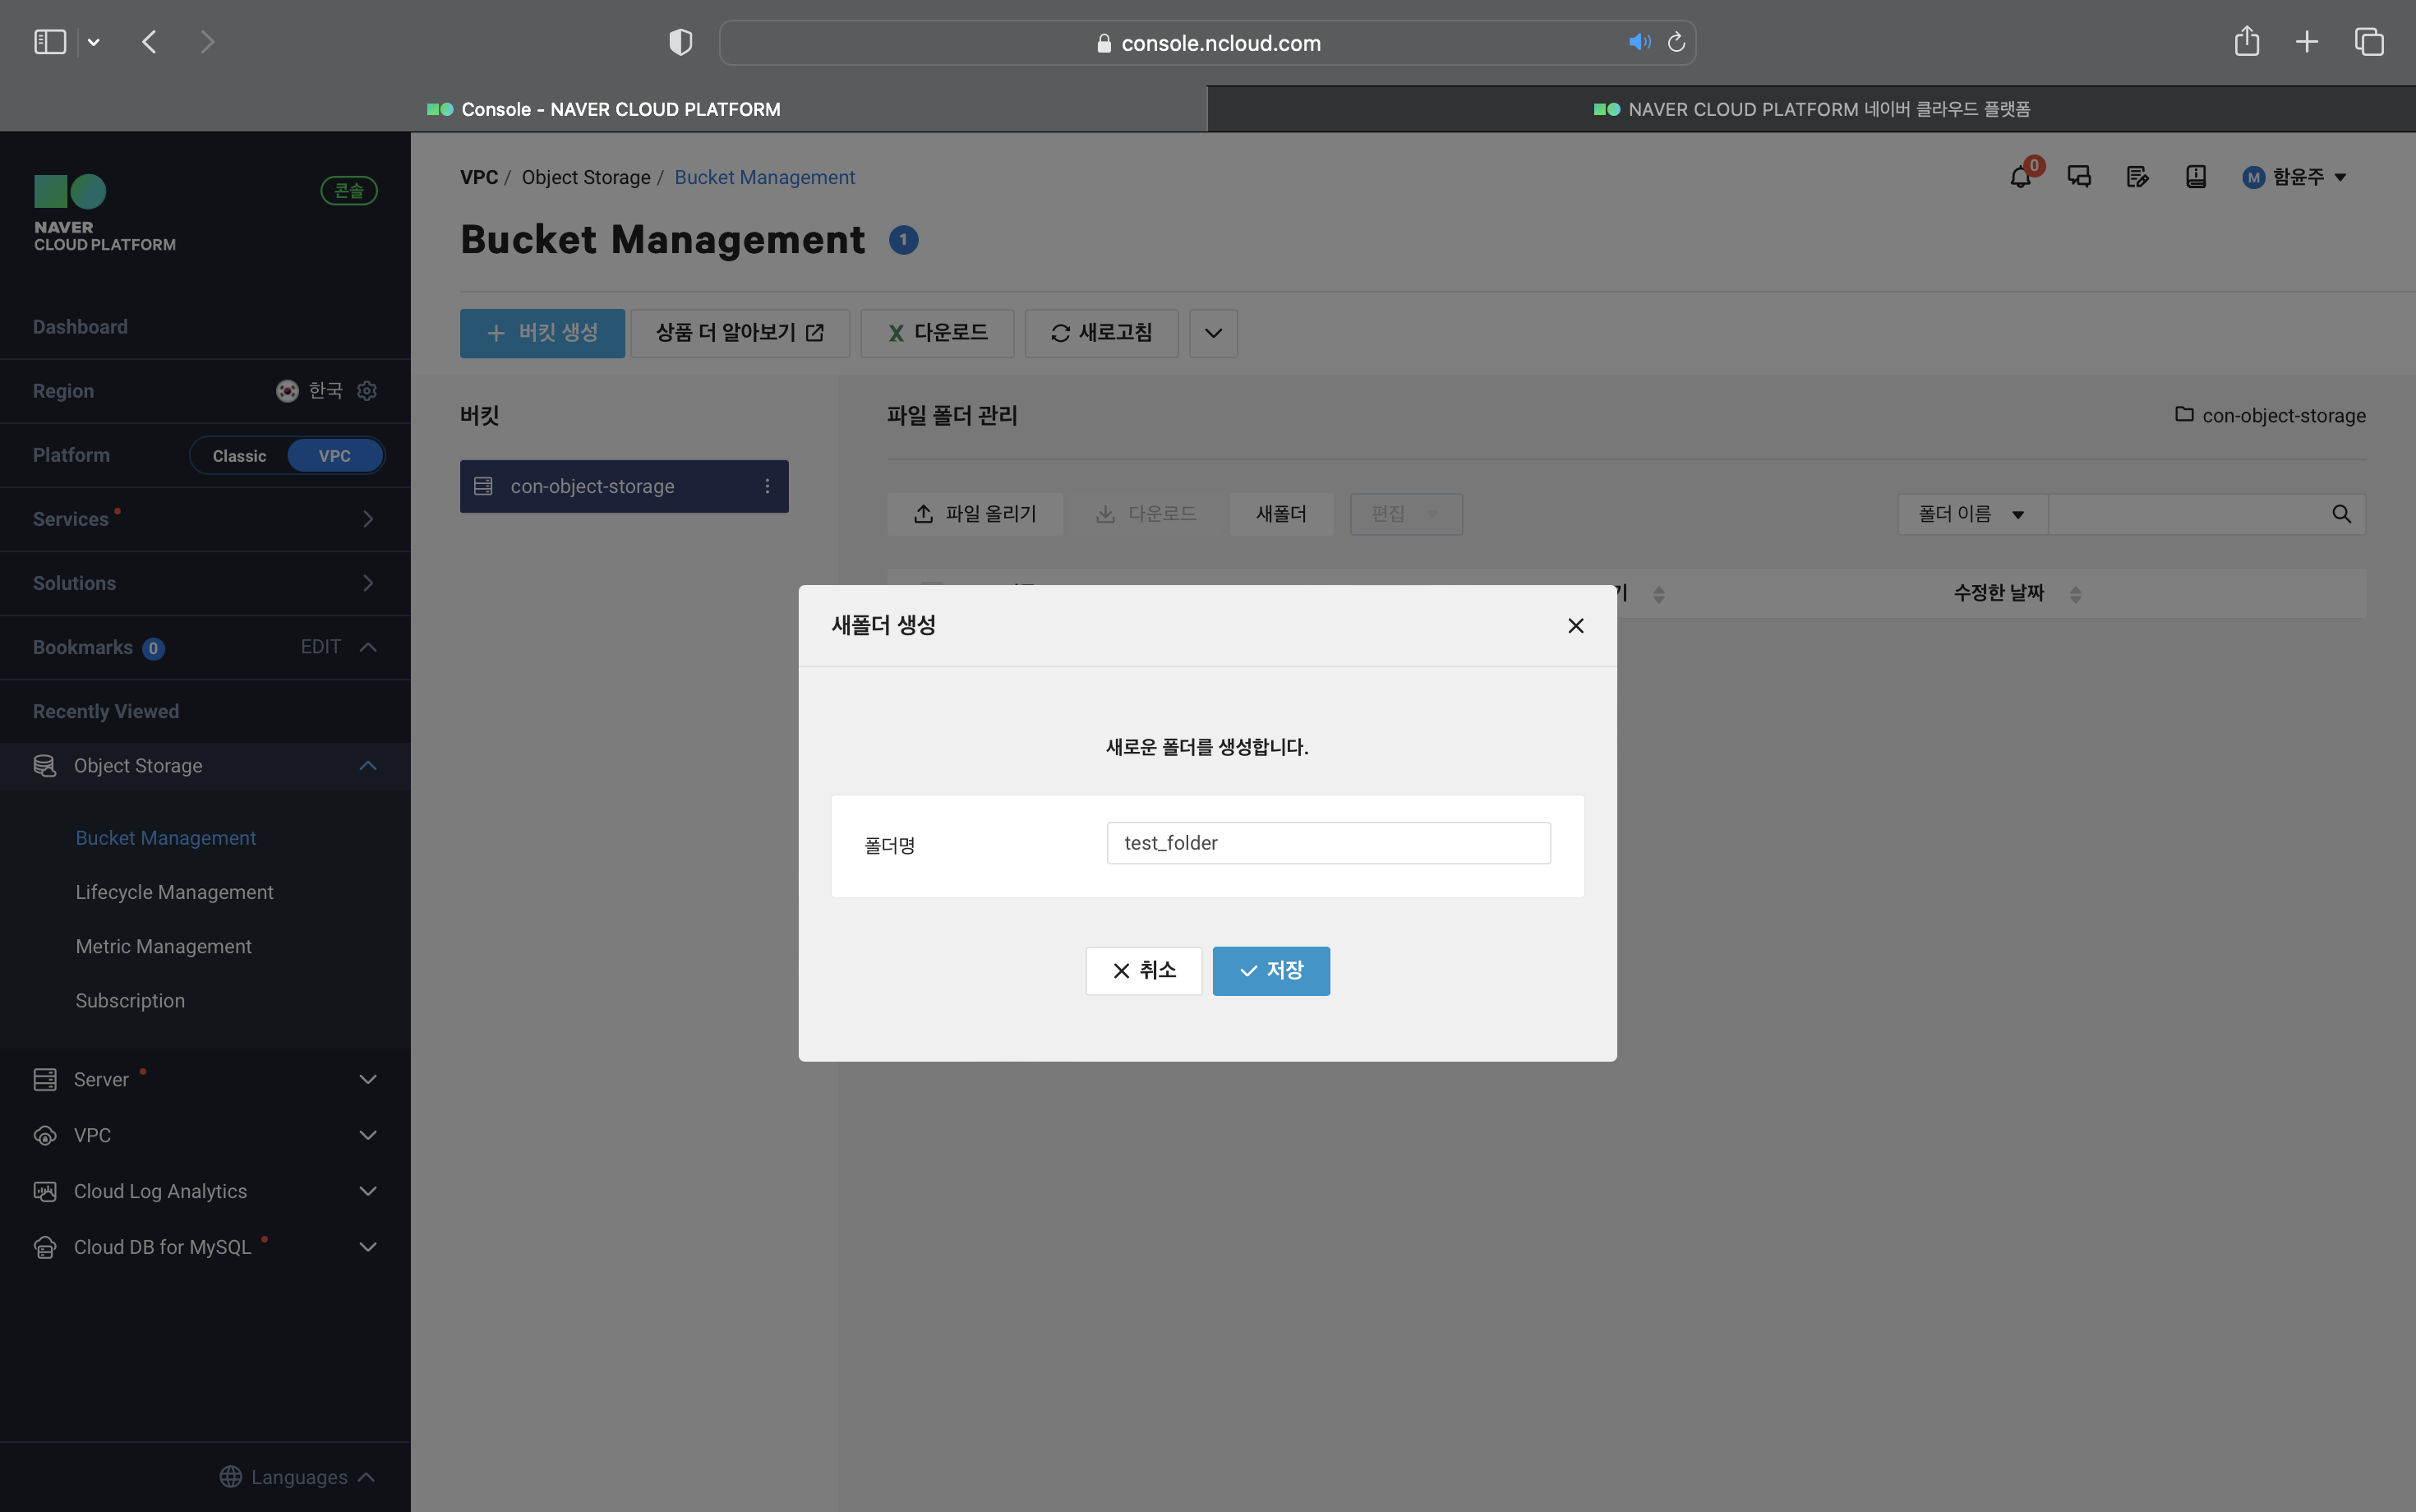 console.ncloud.com
Console - NAVER CLOUD PLATFORM
NAVER CLOUD PLATFORM 네이버 클라우드 플랫폼
NAVER
CLOUD PLATFORM
콘솔
Dashboard
Region 한국
Platform Classic VPC
Services
Solutions
Bookmarks 0 EDIT
Recently Viewed
Object Storage
Bucket Management
Lifecycle Management
Metric Management
Subscription
Server
VPC
Cloud Log Analytics
Cloud DB for MySQL
Languages
VPC / Object Storage / Bucket Management
0
M 함윤주
Bucket Management 1
+ 버킷 생성
상품 더 알아보기
X 다운로드
새로고침
버킷
con-object-storage
파일 폴더 관리
con-object-storage
파일 올리기
다운로드
새폴더
편집
폴더 이름
수정한 날짜
새폴더 생성
새로운 폴더를 생성합니다.
폴더명 test_folder
취소
저장